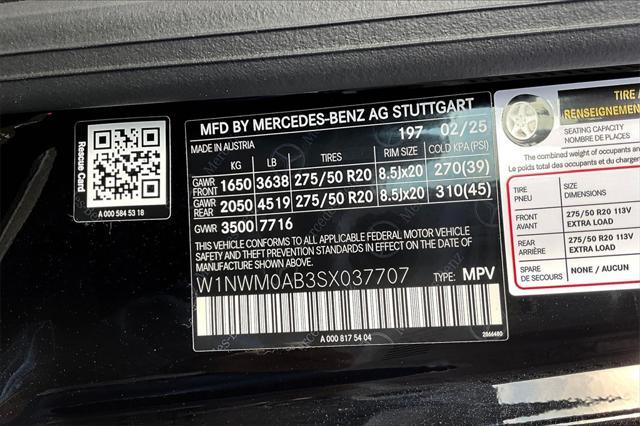 MFD BY MERCEDES-BENZ AG STUTTGART
MADE IN AUSTRIA 197 02/25
KG LB TIRES RIM SIZE COLD KPA(PSI)
GAWR FRONT 1650 3638 275/50 R20 8.5Jx20 270(39)
GAWR REAR 2050 4519 275/50 R20 8.5Jx20 310(45)
GVWR 3500 7716
THIS VEHICLE CONFORMS TO ALL APPLICABLE FEDERAL MOTOR VEHICLE
SAFETY AND THEFT PREVENTION STANDARDS IN EFFECT ON THE DATE OF
MANUFACTURE SHOWN ABOVE.
W1NWM0AB3SX037707 TYPE: MPV
A 000 817 54 04
2866480
Rescue Card
A 000 584 53 18
TIRE A
RENSEIGNEMENT
SEATING CAPACITY
NOMBRE DE PLACES
The combined weight of occupants and
Le poids total des occupants et
TIRE PNEU SIZE DIMENSIONS
FRONT AVANT 275/50 R20 113V EXTRA LOAD
REAR ARRIÈRE 275/50 R20 113V EXTRA LOAD
SPARE DE SECOURS NONE / AUCUN